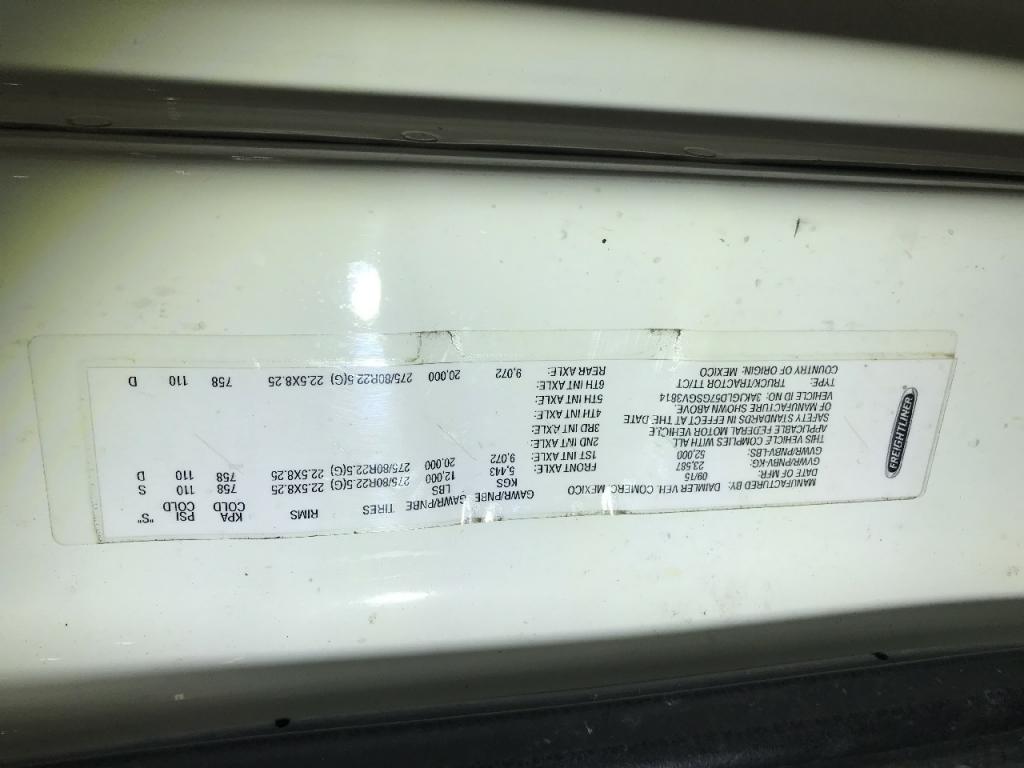 FREIGHTLINER
MANUFACTURED BY: DAIMLER VEH. COMERC. MEXICO
DATE OF MFR: 09/15
GVWR/PNBV-KG: 23,587
GVWR/PNBV-LBS: 52,000
THIS VEHICLE COMPLIES WITH ALL
APPLICABLE FEDERAL MOTOR VEHICLE
SAFETY STANDARDS IN EFFECT AT THE DATE
OF MANUFACTURE SHOWN ABOVE.
VEHICLE ID NO: 3AKJGLD57GSGV3814
TYPE: TRUCK/TRACTOR TT/CT
COUNTRY OF ORIGIN: MEXICO
GAWR/PNBE GAWR/PNBE TIRES RIMS KPA PSI "S"
KGS LBS COLD COLD
FRONT AXLE: 5,443 12,000 275/80R22.5(G) 22.5X8.25 758 110 S
1ST INT AXLE: 9,072 20,000 275/80R22.5(G) 22.5X8.25 758 110 D
2ND INT AXLE:
3RD INT AXLE:
4TH INT AXLE:
5TH INT AXLE:
6TH INT AXLE:
REAR AXLE: 9,072 20,000 275/80R22.5(G) 22.5X8.25 758 110 D